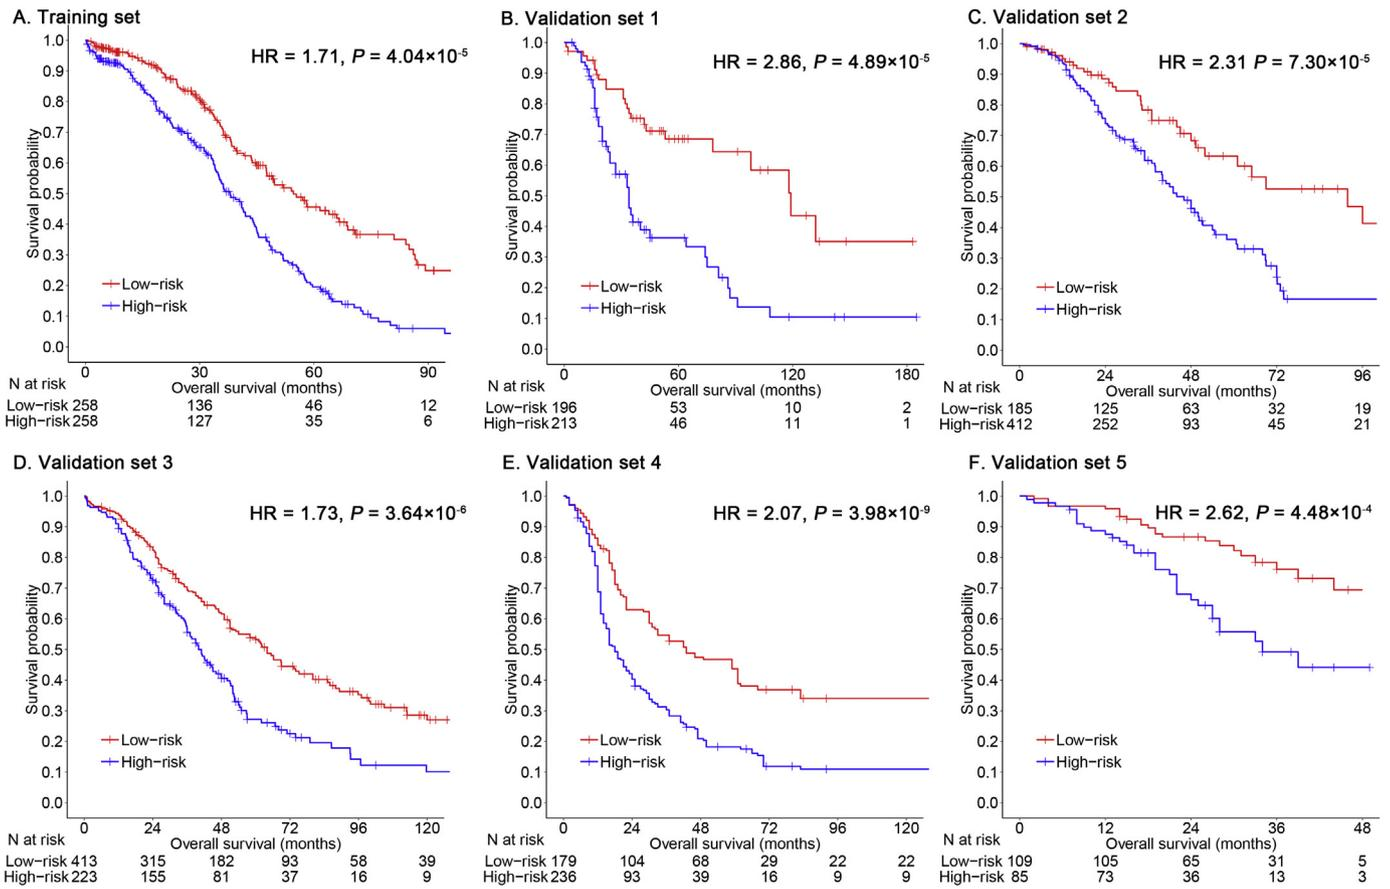 A. Training set
HR = 1.71, P = 4.04×10-5
Survival probability
1.0
0.9
0.8
0.7
0.6
0.5
0.4
0.3
0.2
0.1
0.0
Low−risk
High−risk
0 30 60 90
Overall survival (months)
N at risk
Low−risk 258 136 46 12
High−risk 258 127 35 6
B. Validation set 1
HR = 2.86, P = 4.89×10-5
Survival probability
1.0
0.9
0.8
0.7
0.6
0.5
0.4
0.3
0.2
0.1
0.0
Low−risk
High−risk
0 60 120 180
Overall survival (months)
N at risk
Low−risk 196 53 10 2
High−risk 213 46 11 1
C. Validation set 2
HR = 2.31 P = 7.30×10-5
Survival probability
1.0
0.9
0.8
0.7
0.6
0.5
0.4
0.3
0.2
0.1
0.0
Low−risk
High−risk
0 24 48 72 96
Overall survival (months)
N at risk
Low−risk 185 125 63 32 19
High−risk 412 252 93 45 21
D. Validation set 3
HR = 1.73, P = 3.64×10-6
Survival probability
1.0
0.9
0.8
0.7
0.6
0.5
0.4
0.3
0.2
0.1
0.0
Low−risk
High−risk
0 24 48 72 96 120
Overall survival (months)
N at risk
Low−risk 413 315 182 93 58 39
High−risk 223 155 81 37 16 9
E. Validation set 4
HR = 2.07, P = 3.98×10-9
Survival probability
1.0
0.9
0.8
0.7
0.6
0.5
0.4
0.3
0.2
0.1
0.0
Low−risk
High−risk
0 24 48 72 96 120
Overall survival (months)
N at risk
Low−risk 179 104 68 29 22 22
High−risk 236 93 39 16 9 9
F. Validation set 5
HR = 2.62, P = 4.48×10-4
Survival probability
1.0
0.9
0.8
0.7
0.6
0.5
0.4
0.3
0.2
0.1
0.0
Low−risk
High−risk
0 12 24 36 48
Overall survival (months)
N at risk
Low−risk 109 105 65 31 5
High−risk 85 73 36 13 3